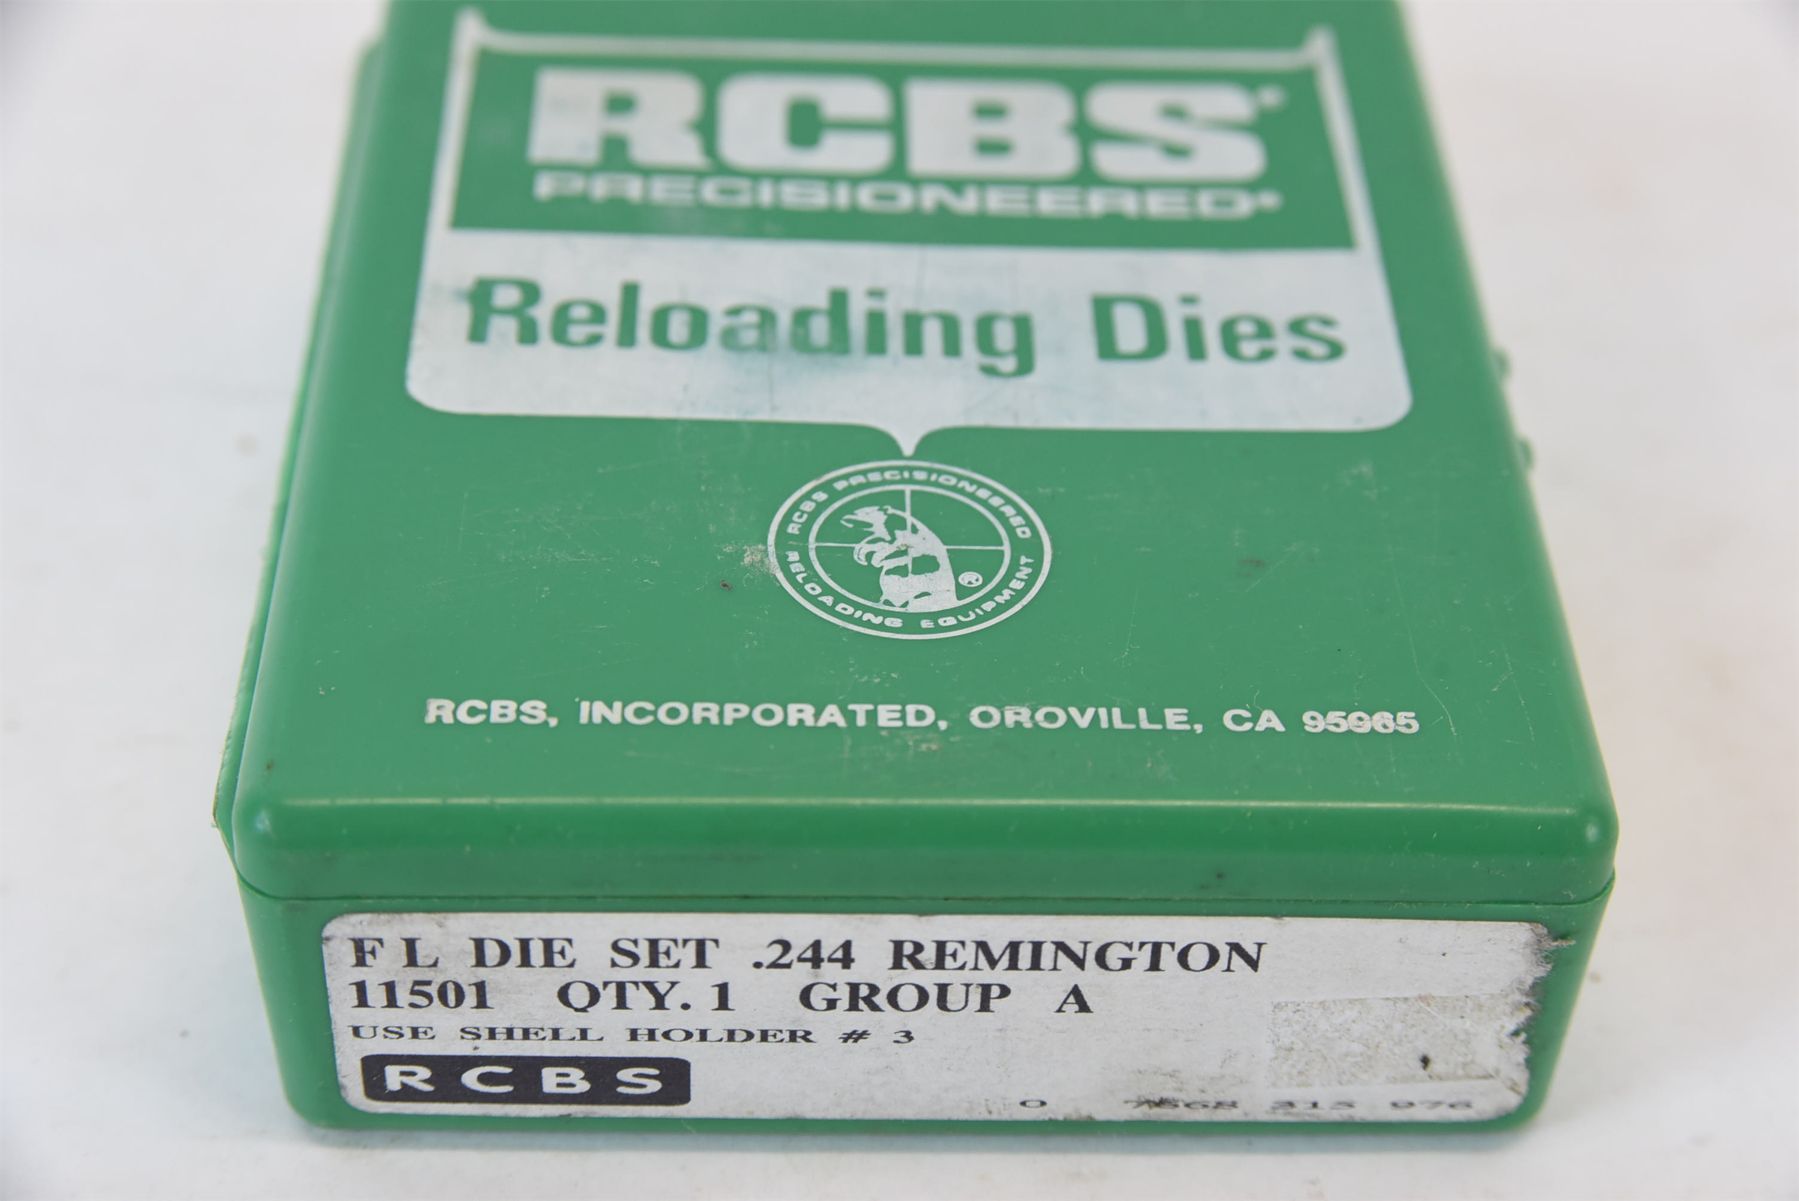 RCBS
PRECISIONEERED®
Reloading Dies
RCBS PRECISIONEERED
RELOADING EQUIPMENT
®
RCBS, INCORPORATED, OROVILLE, CA 95965
F L DIE SET .244 REMINGTON
11501 QTY. 1 GROUP A
USE SHELL HOLDER # 3
RCBS
0